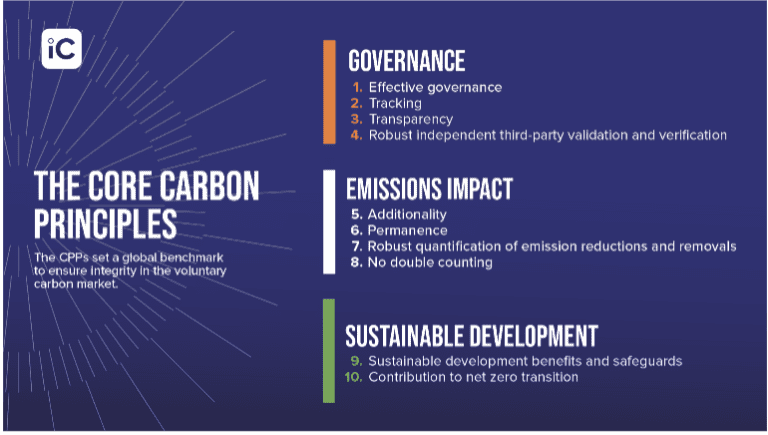 iC
THE CORE CARBON
PRINCIPLES
The CPPs set a global benchmark
to ensure integrity in the voluntary
carbon market.
GOVERNANCE
1. Effective governance
2. Tracking
3. Transparency
4. Robust independent third-party validation and verification
EMISSIONS IMPACT
5. Additionality
6. Permanence
7. Robust quantification of emission reductions and removals
8. No double counting
SUSTAINABLE DEVELOPMENT
9. Sustainable development benefits and safeguards
10. Contribution to net zero transition